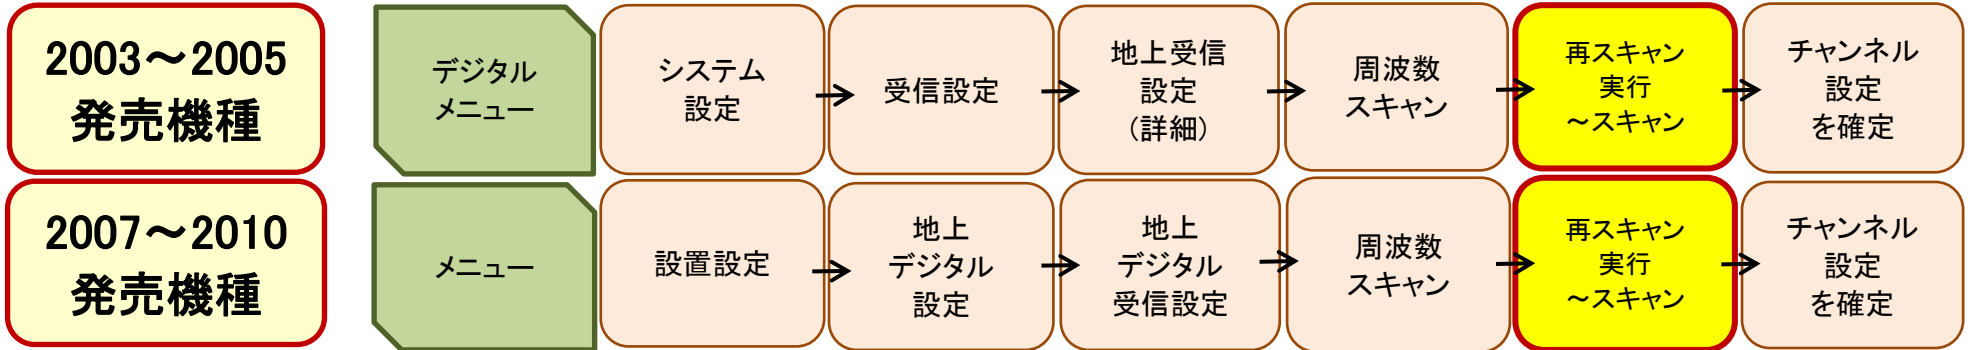 2003～2005
発売機種
デジタル
メニュー
システム
設定
受信設定
地上受信
設定
（詳細）
周波数
スキャン
再スキャン
実行
～スキャン
チャンネル
設定
を確定
2007～2010
発売機種
メニュー
設置設定
地上
デジタル
設定
地上
デジタル
受信設定
周波数
スキャン
再スキャン
実行
～スキャン
チャンネル
設定
を確定